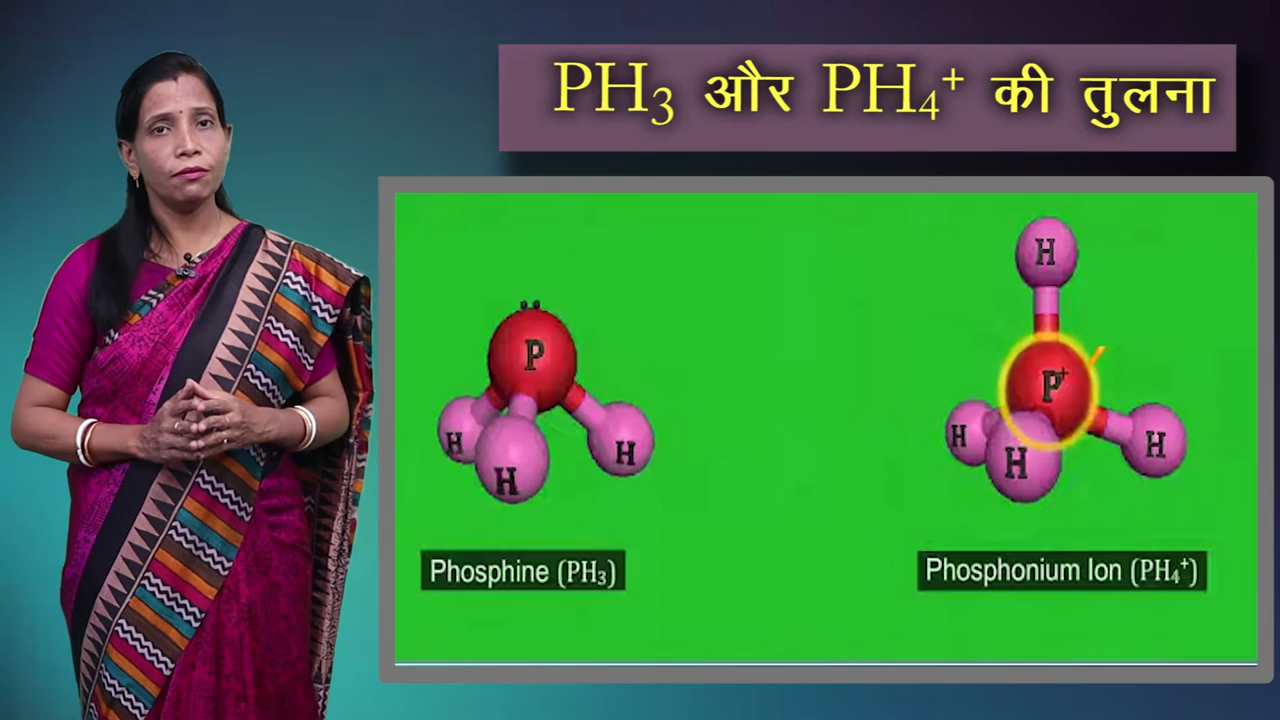 PH₃ और PH₄⁺ की तुलना
H
P
P⁺
H
H
H
H
H
H
Phosphine (PH₃)
Phosphonium Ion (PH₄⁺)